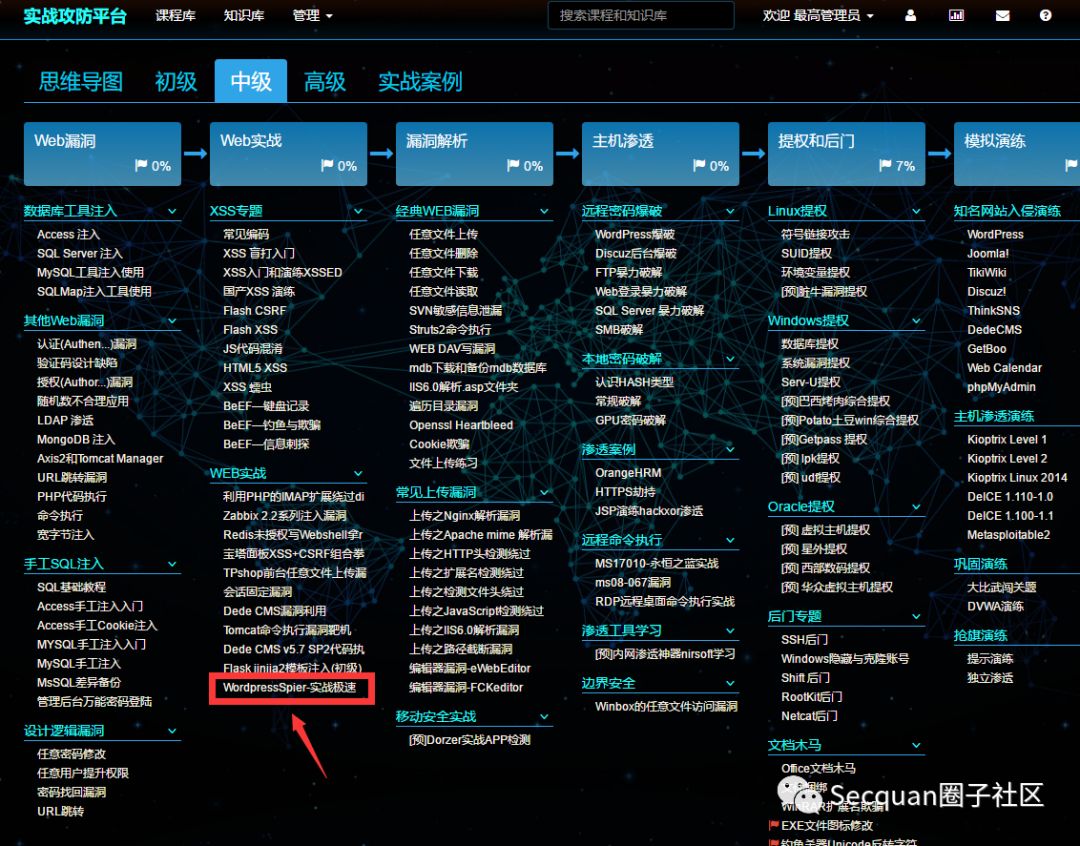 实战攻防平台 课程库 知识库 管理 搜索课程和知识库 欢迎 最高管理员
思维导图 初级 中级 高级 实战案例
Web漏洞
0%
数据库工具注入
Access 注入
SQL Server 注入
MySQL工具注入使用
SQLMap注入工具使用
其他Web漏洞
认证(Authen...)漏洞
验证码设计缺陷
授权(Author...)漏洞
随机数不合理应用
LDAP 渗透
MongoDB 注入
Axis2和Tomcat Manager
URL跳转漏洞
PHP代码执行
命令执行
宽字节注入
手工SQL注入
SQL基础教程
Access手工注入入门
Access手工Cookie注入
MYSQL手工注入入门
MySQL手工注入
MsSQL差异备份
管理后台万能密码登陆
设计逻辑漏洞
任意密码修改
任意用户提升权限
密码找回漏洞
URL跳转
Web实战
0%
XSS专题
常见编码
XSS 盲打入门
XSS入门和演练XSSED
国产XSS 演练
Flash CSRF
Flash XSS
JS代码混淆
HTML5 XSS
XSS 蠕虫
BeEF—键盘记录
BeEF—钓鱼与欺骗
BeEF—信息刺探
WEB实战
利用PHP的IMAP扩展绕过di
Zabbix 2.2系列注入漏洞
Redis未授权写Webshell拿r
宝塔面板XSS+CSRF组合拳
TPshop前台任意文件上传漏
会话固定漏洞
Dede CMS漏洞利用
Tomcat命令执行漏洞靶机
Dede CMS v5.7 SP2代码执
Flask jinjia2模板注入(初级)
WordpressSpier-实战极速
漏洞解析
0%
经典WEB漏洞
任意文件上传
任意文件删除
任意文件下载
任意文件读取
SVN敏感信息泄漏
Struts2命令执行
WEB DAV写漏洞
mdb下载和备份mdb数据库
IIS6.0解析.asp文件夹
遍历目录漏洞
Openssl Heartbleed
Cookie欺骗
文件上传练习
常见上传漏洞
上传之Nginx解析漏洞
上传之Apache mime 解析漏
上传之HTTP头检测绕过
上传之扩展名检测绕过
上传之检测文件头绕过
上传之JavaScript检测绕过
上传之IIS6.0解析漏洞
上传之路径截断漏洞
编辑器漏洞-eWebEditor
编辑器漏洞-FCKeditor
移动安全实战
[预]Dorzer实战APP检测
主机渗透
0%
远程密码爆破
WordPress爆破
Discuz后台爆破
FTP暴力破解
Web登录暴力破解
SQL Server 暴力破解
SMB破解
本地密码破解
认识HASH类型
常规破解
GPU密码破解
渗透案例
OrangeHRM
HTTPS劫持
JSP演练hackxor渗透
远程命令执行
MS17010-永恒之蓝实战
ms08-067漏洞
RDP远程桌面命令执行实战
渗透工具学习
[预]内网渗透神器nirsoft学习
边界安全
Winbox的任意文件访问漏洞
提权和后门
7%
Linux提权
符号链接攻击
SUID提权
环境变量提权
[预]脏牛漏洞提权
Windows提权
数据库提权
系统漏洞提权
Serv-U提权
[预]巴西烤肉综合提权
[预]Potato土豆win综合提权
[预]Getpass 提权
[预] lpk提权
[预] udf提权
Oracle提权
[预] 虚拟主机提权
[预] 星外提权
[预] 西部数码提权
[预] 华众虚拟主机提权
后门专题
SSH后门
Windows隐藏与克隆账号
Shift 后门
RootKit后门
Netcat后门
文档木马
Office文档木马
WinRAR扩展名欺骗
EXE文件图标修改
钓鱼杀器Unicode反转字符
模拟演练
知名网站入侵演练
WordPress
Joomla!
TikiWiki
Discuz!
ThinkSNS
DedeCMS
GetBoo
Web Calendar
phpMyAdmin
主机渗透演练
Kioptrix Level 1
Kioptrix Level 2
Kioptrix Linux 2014
DeICE 1.110-1.0
DeICE 1.100-1.1
Metasploitable2
巩固演练
大比武闯关题
DVWA演练
抢旗演练
提示演练
独立渗透
Secquan圈子社区